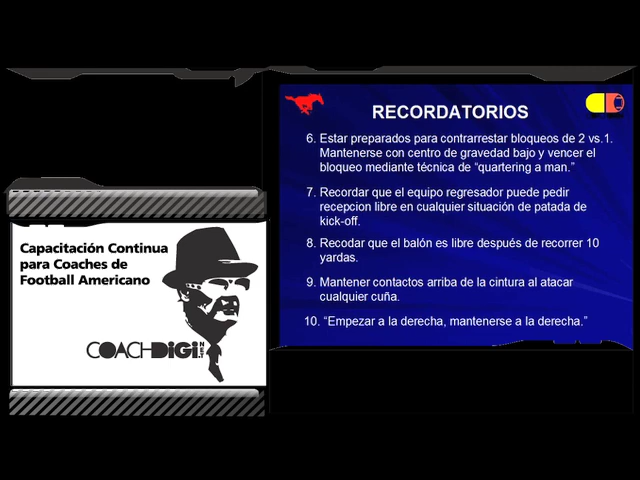 Capacitación Continua
para Coaches de
Football Americano
COACHDiGi.NET
RECORDATORIOS
6. Estar preparados para contrarrestar bloqueos de 2 vs.1.
Mantenerse con centro de gravedad bajo y vencer el
bloqueo mediante técnica de “quartering a man.”
7. Recordar que el equipo regresador puede pedir
recepcion libre en cualquier situación de patada de
kick-off.
8. Recodar que el balón es libre después de recorrer 10
yardas.
9. Mantener contactos arriba de la cintura al atacar
cualquier cuña.
10. “Empezar a la derecha, mantenerse a la derecha.”